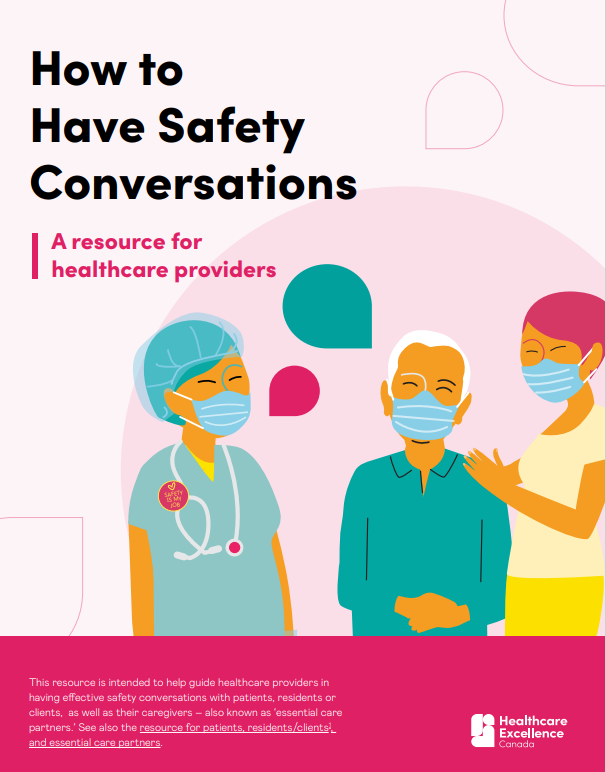 How to
Have Safety
Conversations
A resource for
healthcare providers
SAFETY
IS MY
JOB
This resource is intended to help guide healthcare providers in
having effective safety conversations with patients, residents or
clients,  as well as their caregivers – also known as ‘essential care
partners.’ See also the resource for patients, residents/clients),
and essential care partners.
Healthcare
Excellence
Canada